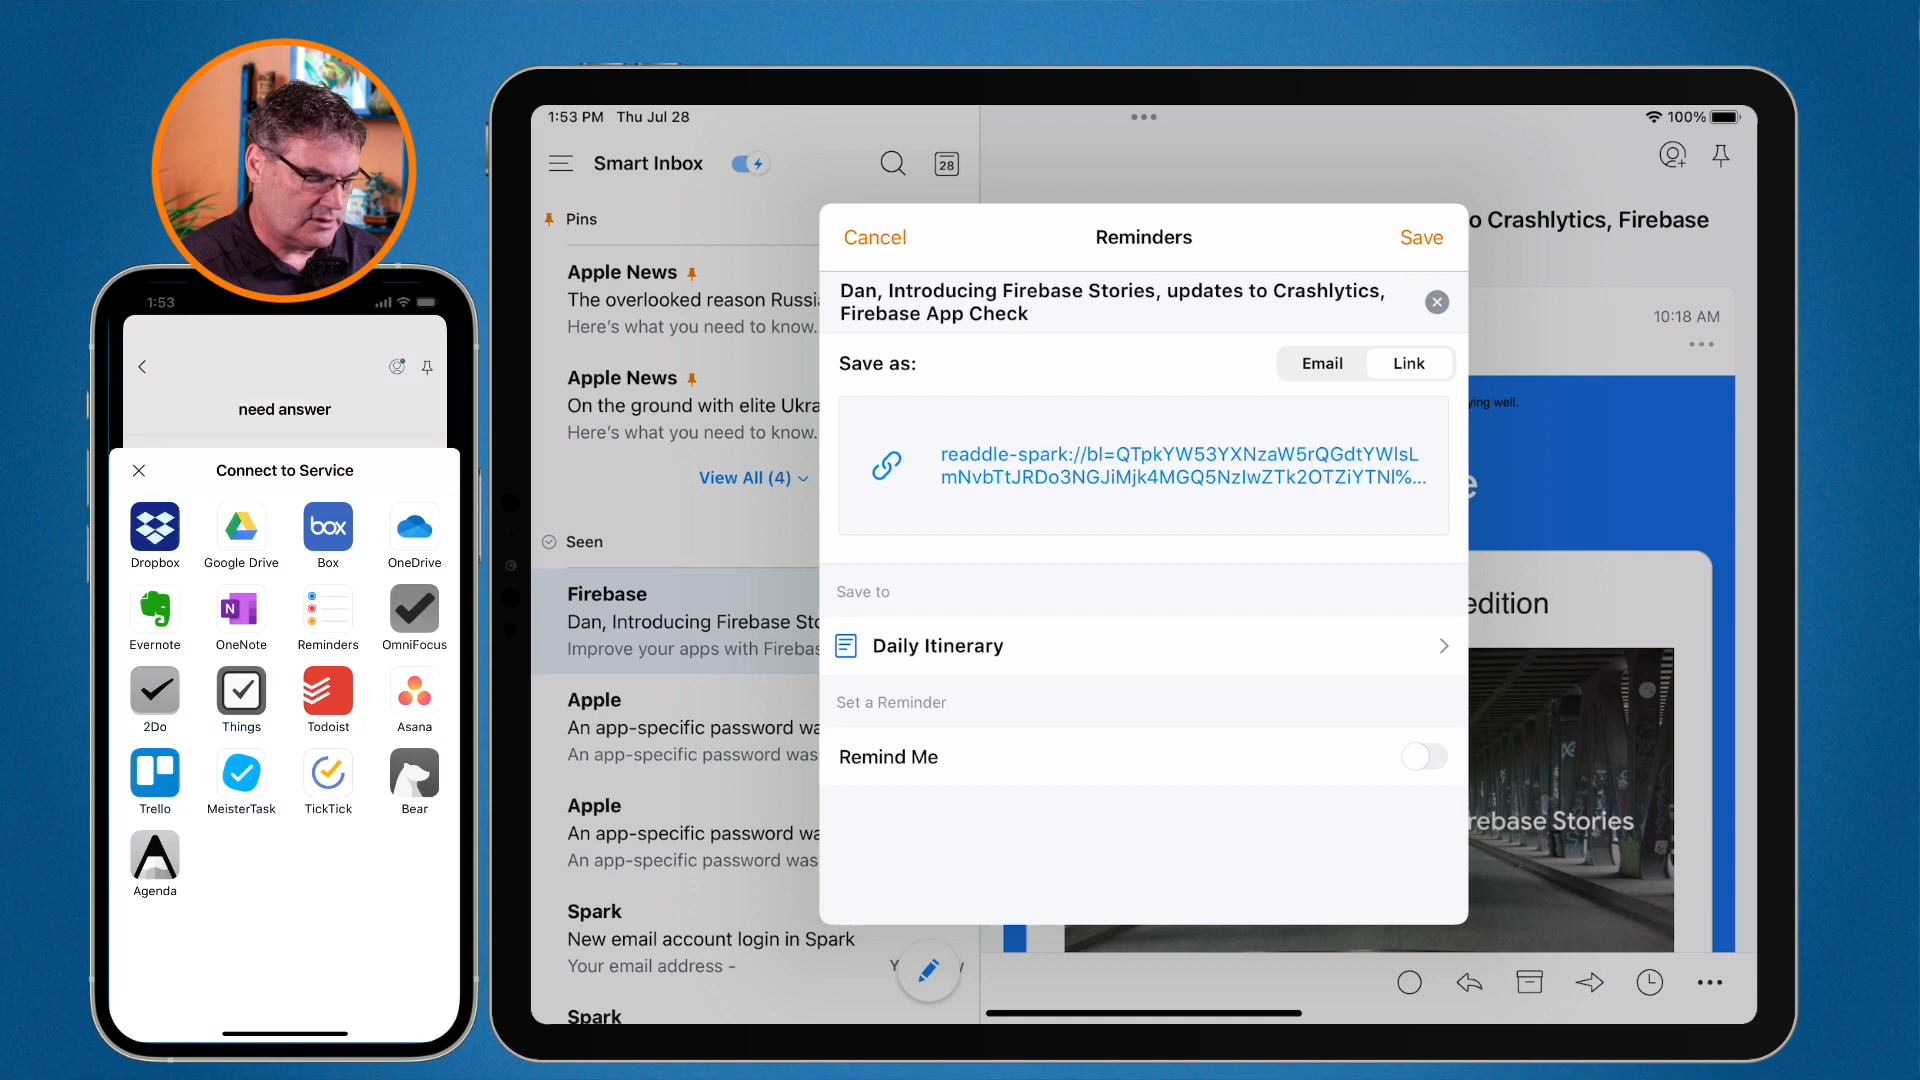 1:53
need answer
Connect to Service
box
Dropbox
Google Drive
Box
OneDrive
N
Evernote
OneNote
Reminders
OmniFocus
2Do
Things
Todoist
Asana
Trello
MeisterTask
TickTick
Bear
Agenda
1:53 PM Thu Jul 28
100%
Smart Inbox
28
Pins
Apple News
The overlooked reason Russi
Here's what you need to know.
Apple News
On the ground with elite Ukra
Here's what you need to know.
View All (4)
Seen
Firebase
Dan, Introducing Firebase Sto
Improve your apps with Firebas
Apple
An app-specific password wa
An app-specific password was
Apple
An app-specific password wa
An app-specific password was
Spark
New email account login in Spark
Your email address -
Spark
Cancel
Reminders
Save
Dan, Introducing Firebase Stories, updates to Crashlytics,
Firebase App Check
Save as:
Email
Link
readdle-spark://bl=QTpkYW53YXNzaW5rQGdtYWlsL
mNvbTtJRDo3NGJiMjk4MGQ5NzIwZTk2OTZiYTNl%...
Save to
Daily Itinerary
Set a Reminder
Remind Me
o Crashlytics, Firebase
10:18 AM
ying well.
e
edition
rebase Stories